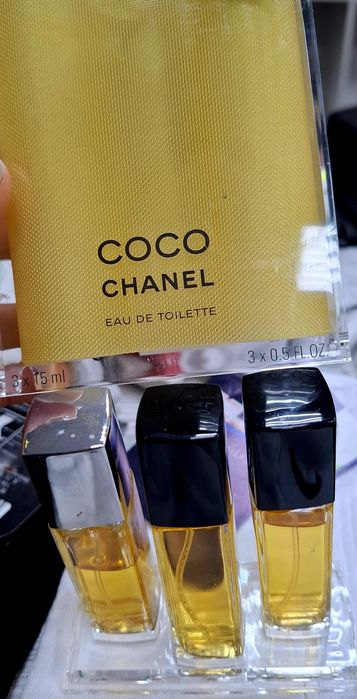 COCO
CHANEL
EAU DE TOILETTE
3 x 15 ml
3 x 0.5 FL.OZ.